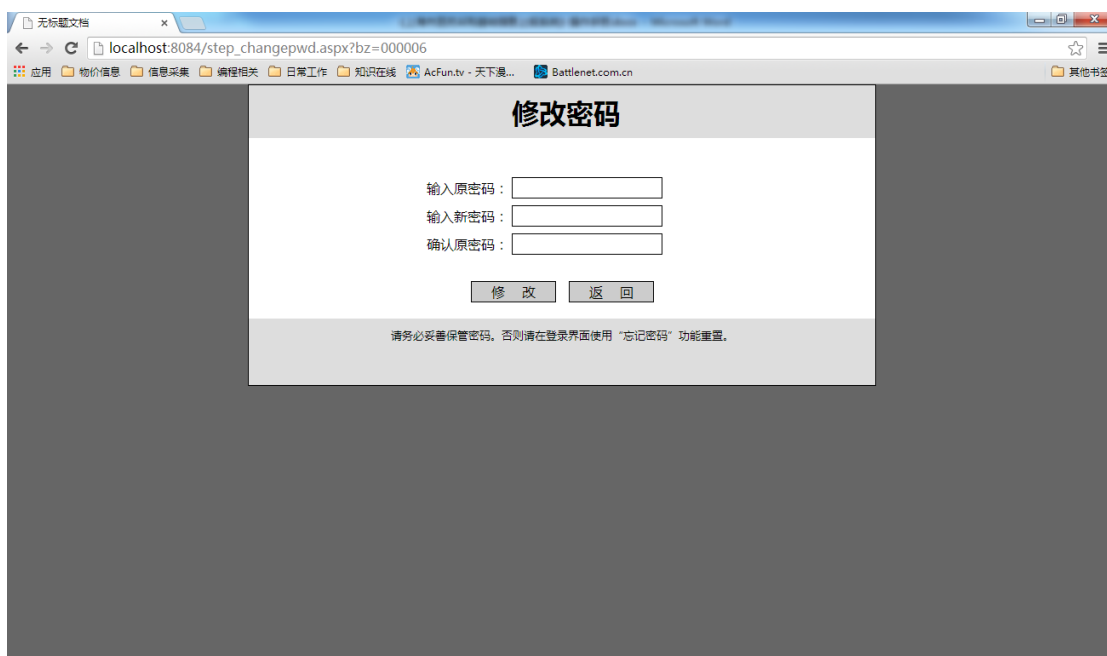 无标题文档
localhost:8084/step_changepwd.aspx?bz=000006
应用 物价信息 信息采集 编程相关 日常工作 知识在线 AcFun.tv - 天下漫... Battlenet.com.cn 其他书签
修改密码
输入原密码：
输入新密码：
确认原密码：
修 改 返 回
请务必妥善保管密码。否则请在登录界面使用“忘记密码”功能重置。